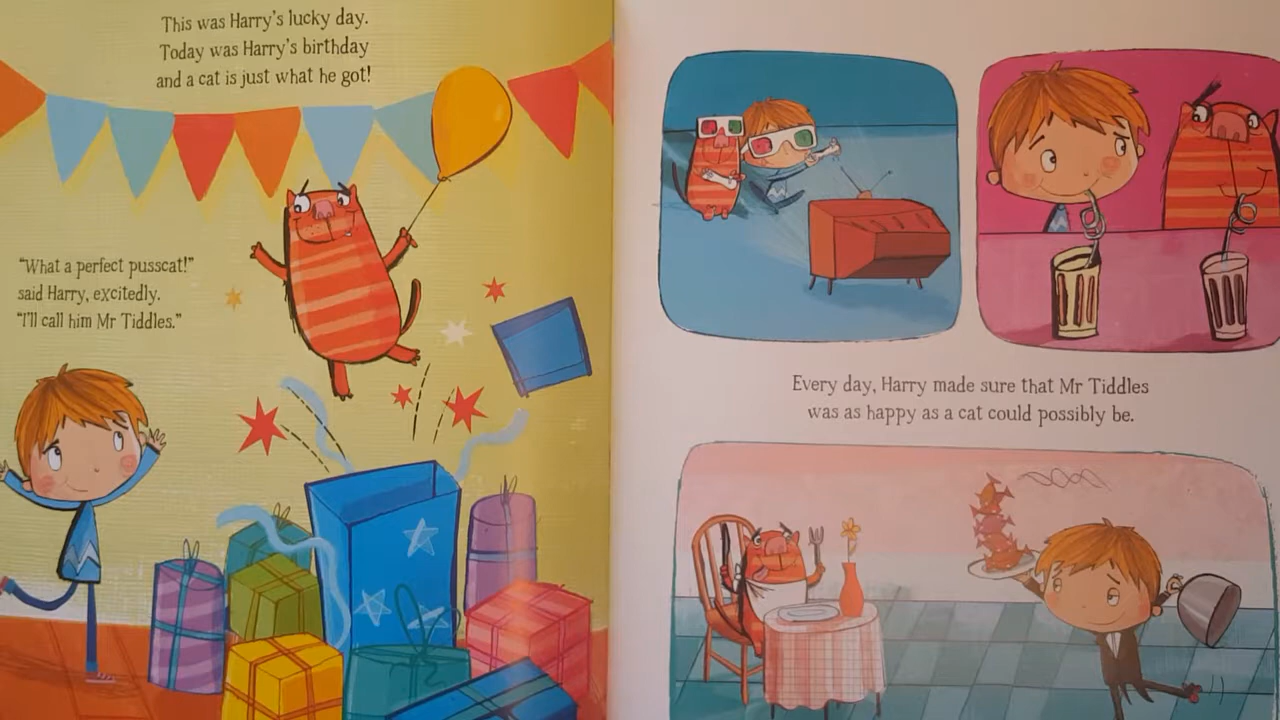 This was Harry's lucky day.
Today was Harry's birthday
and a cat is just what he got!
“What a perfect pusscat!”
said Harry, excitedly.
“I'll call him Mr Tiddles.”
Every day, Harry made sure that Mr Tiddles
was as happy as a cat could possibly be.